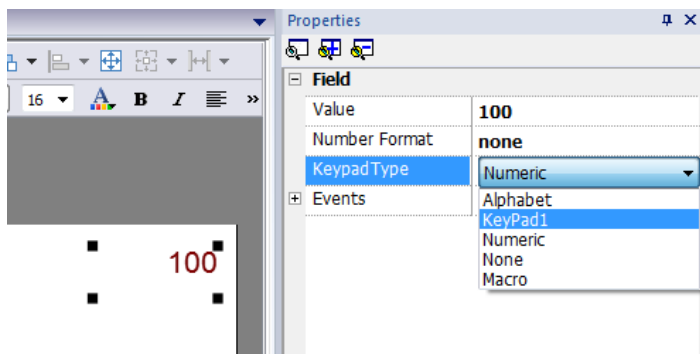 Properties
Field
16 A B I »
Value 100
Number Format none
KeypadType Numeric
Events
Alphabet
KeyPad1
Numeric
None
Macro
100